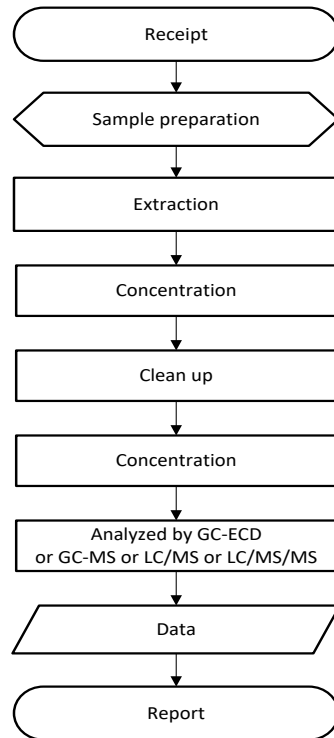 Receipt
Sample preparation
Extraction
Concentration
Clean up
Concentration
Analyzed by GC-ECD
or GC-MS or LC/MS or LC/MS/MS
Data
Report